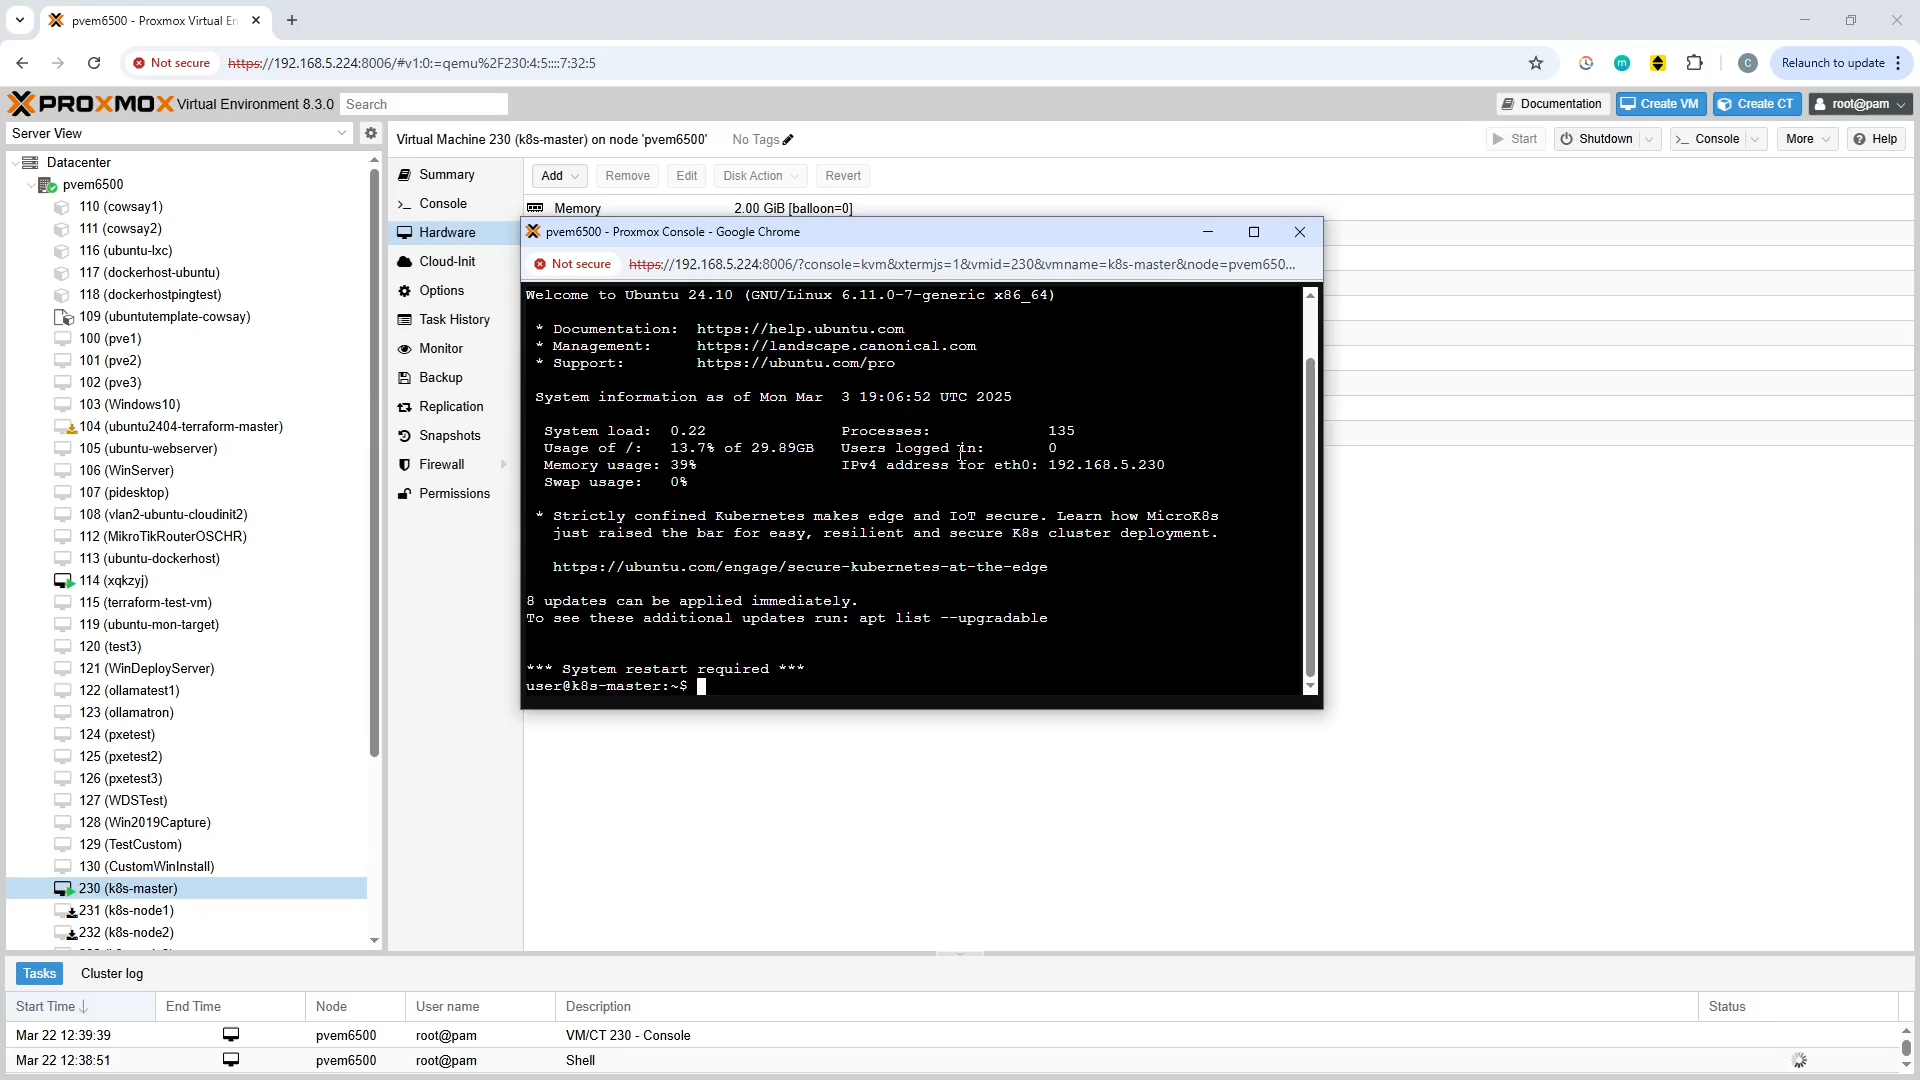 pvem6500 - Proxmox Virtual En
Not secure https://192.168.5.224:8006/#v1:0:=qemu%2F230:4:5::::7:32:5
Relaunch to update
PROXMOX Virtual Environment 8.3.0 Search
Documentation Create VM Create CT root@pam
Server View
Virtual Machine 230 (k8s-master) on node 'pvem6500' No Tags
Start Shutdown Console More Help
Datacenter
pvem6500
110 (cowsay1)
111 (cowsay2)
116 (ubuntu-lxc)
117 (dockerhost-ubuntu)
118 (dockerhostpingtest)
109 (ubuntutemplate-cowsay)
100 (pve1)
101 (pve2)
102 (pve3)
103 (Windows10)
104 (ubuntu2404-terraform-master)
105 (ubuntu-webserver)
106 (WinServer)
107 (pidesktop)
108 (vlan2-ubuntu-cloudinit2)
112 (MikroTikRouterOSCHR)
113 (ubuntu-dockerhost)
114 (xqkzyj)
115 (terraform-test-vm)
119 (ubuntu-mon-target)
120 (test3)
121 (WinDeployServer)
122 (ollamatest1)
123 (ollamatron)
124 (pxetest)
125 (pxetest2)
126 (pxetest3)
127 (WDSTest)
128 (Win2019Capture)
129 (TestCustom)
130 (CustomWinInstall)
230 (k8s-master)
231 (k8s-node1)
232 (k8s-node2)
Summary
Console
Hardware
Cloud-Init
Options
Task History
Monitor
Backup
Replication
Snapshots
Firewall
Permissions
Add Remove Edit Disk Action Revert
Memory 2.00 GiB [balloon=0]
pvem6500 - Proxmox Console - Google Chrome
Not secure https://192.168.5.224:8006/?console=kvm&xtermjs=1&vmid=230&vmname=k8s-master&node=pvem650...
Welcome to Ubuntu 24.10 (GNU/Linux 6.11.0-7-generic x86_64)
* Documentation: https://help.ubuntu.com
* Management: https://landscape.canonical.com
* Support: https://ubuntu.com/pro
System information as of Mon Mar 3 19:06:52 UTC 2025
System load: 0.22 Processes: 135
Usage of /: 13.7% of 29.89GB Users logged in: 0
Memory usage: 39% IPv4 address for eth0: 192.168.5.230
Swap usage: 0%
* Strictly confined Kubernetes makes edge and IoT secure. Learn how MicroK8s
just raised the bar for easy, resilient and secure K8s cluster deployment.
https://ubuntu.com/engage/secure-kubernetes-at-the-edge
8 updates can be applied immediately.
To see these additional updates run: apt list --upgradable
*** System restart required ***
user@k8s-master:~$
Tasks Cluster log
Start Time End Time Node User name Description Status
Mar 22 12:39:39 pvem6500 root@pam VM/CT 230 - Console
Mar 22 12:38:51 pvem6500 root@pam Shell